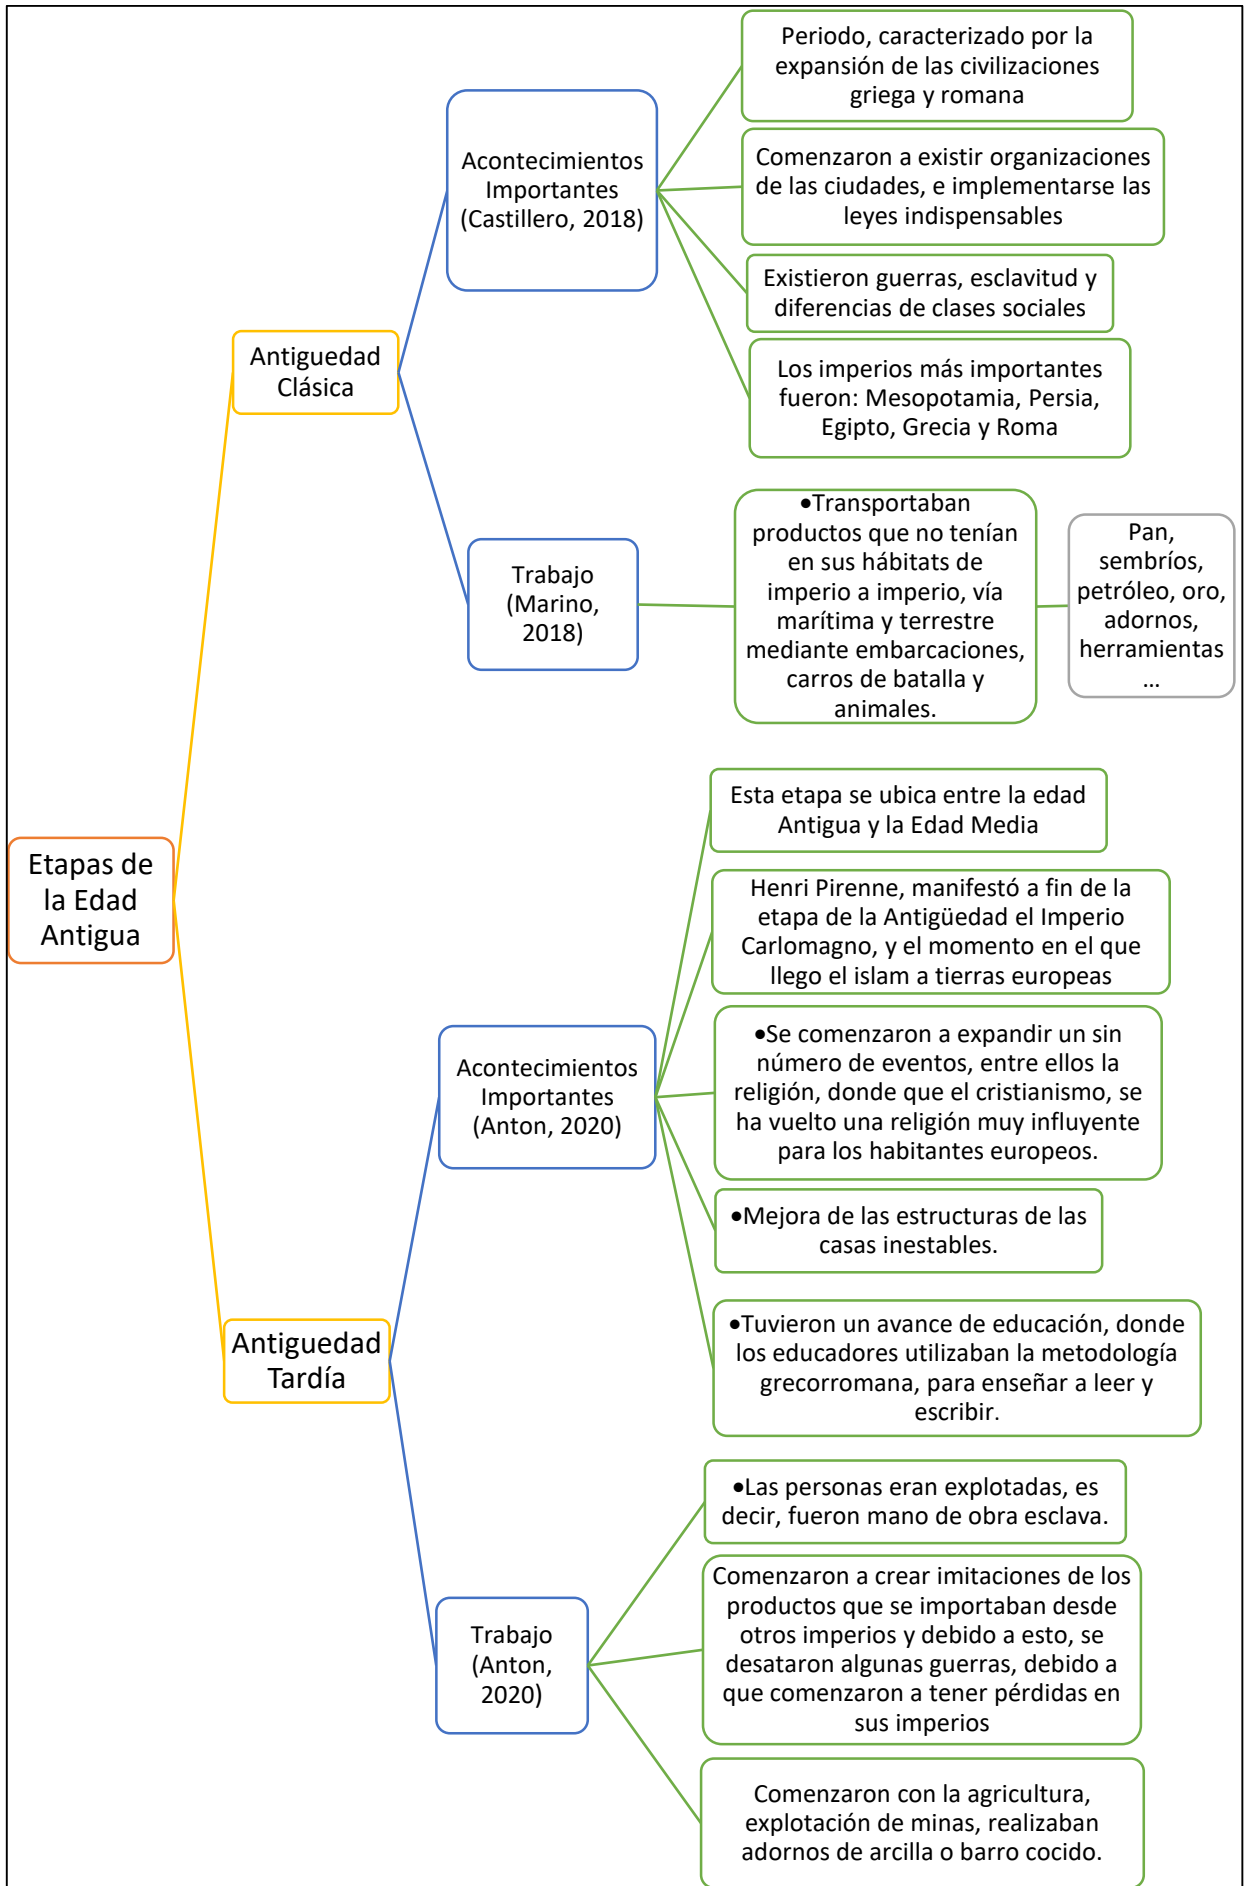 Etapas de
la Edad
Antigua
Antiguedad
Clásica
Acontecimientos
Importantes
(Castillero, 2018)
Periodo, caracterizado por la
expansión de las civilizaciones
griega y romana
Comenzaron a existir organizaciones
de las ciudades, e implementarse las
leyes indispensables
Existieron guerras, esclavitud y
diferencias de clases sociales
Los imperios más importantes
fueron: Mesopotamia, Persia,
Egipto, Grecia y Roma
Trabajo
(Marino,
2018)
•Transportaban
productos que no tenían
en sus hábitats de
imperio a imperio, vía
marítima y terrestre
mediante embarcaciones,
carros de batalla y
animales.
Pan,
sembríos,
petróleo, oro,
adornos,
herramientas
...
Antiguedad
Tardía
Acontecimientos
Importantes
(Anton, 2020)
Esta etapa se ubica entre la edad
Antigua y la Edad Media
Henri Pirenne, manifestó a fin de la
etapa de la Antigüedad el Imperio
Carlomagno, y el momento en el que
llego el islam a tierras europeas
•Se comenzaron a expandir un sin
número de eventos, entre ellos la
religión, donde que el cristianismo, se
ha vuelto una religión muy influyente
para los habitantes europeos.
•Mejora de las estructuras de las
casas inestables.
•Tuvieron un avance de educación, donde
los educadores utilizaban la metodología
grecorromana, para enseñar a leer y
escribir.
Trabajo
(Anton,
2020)
•Las personas eran explotadas, es
decir, fueron mano de obra esclava.
Comenzaron a crear imitaciones de los
productos que se importaban desde
otros imperios y debido a esto, se
desataron algunas guerras, debido a
que comenzaron a tener pérdidas en
sus imperios
Comenzaron con la agricultura,
explotación de minas, realizaban
adornos de arcilla o barro cocido.